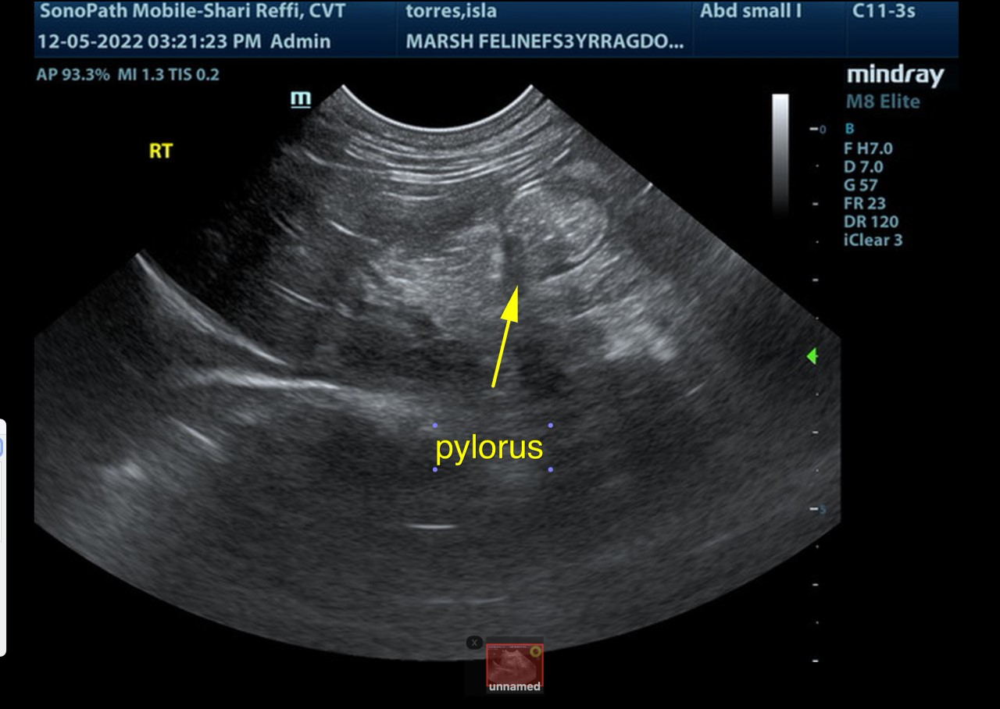 SonoPath Mobile-Shari Reffi, CVT torres,isla Abd small I C11-3s
12-05-2022 03:21:23 PM Admin MARSH FELINEFS3YRRAGDO...
AP 93.3% MI 1.3 TIS 0.2
mindray
M8 Elite
m
RT
0
B
F H7.0
D 7.0
G 57
FR 23
DR 120
iClear 3
pylorus
5
x
unnamed